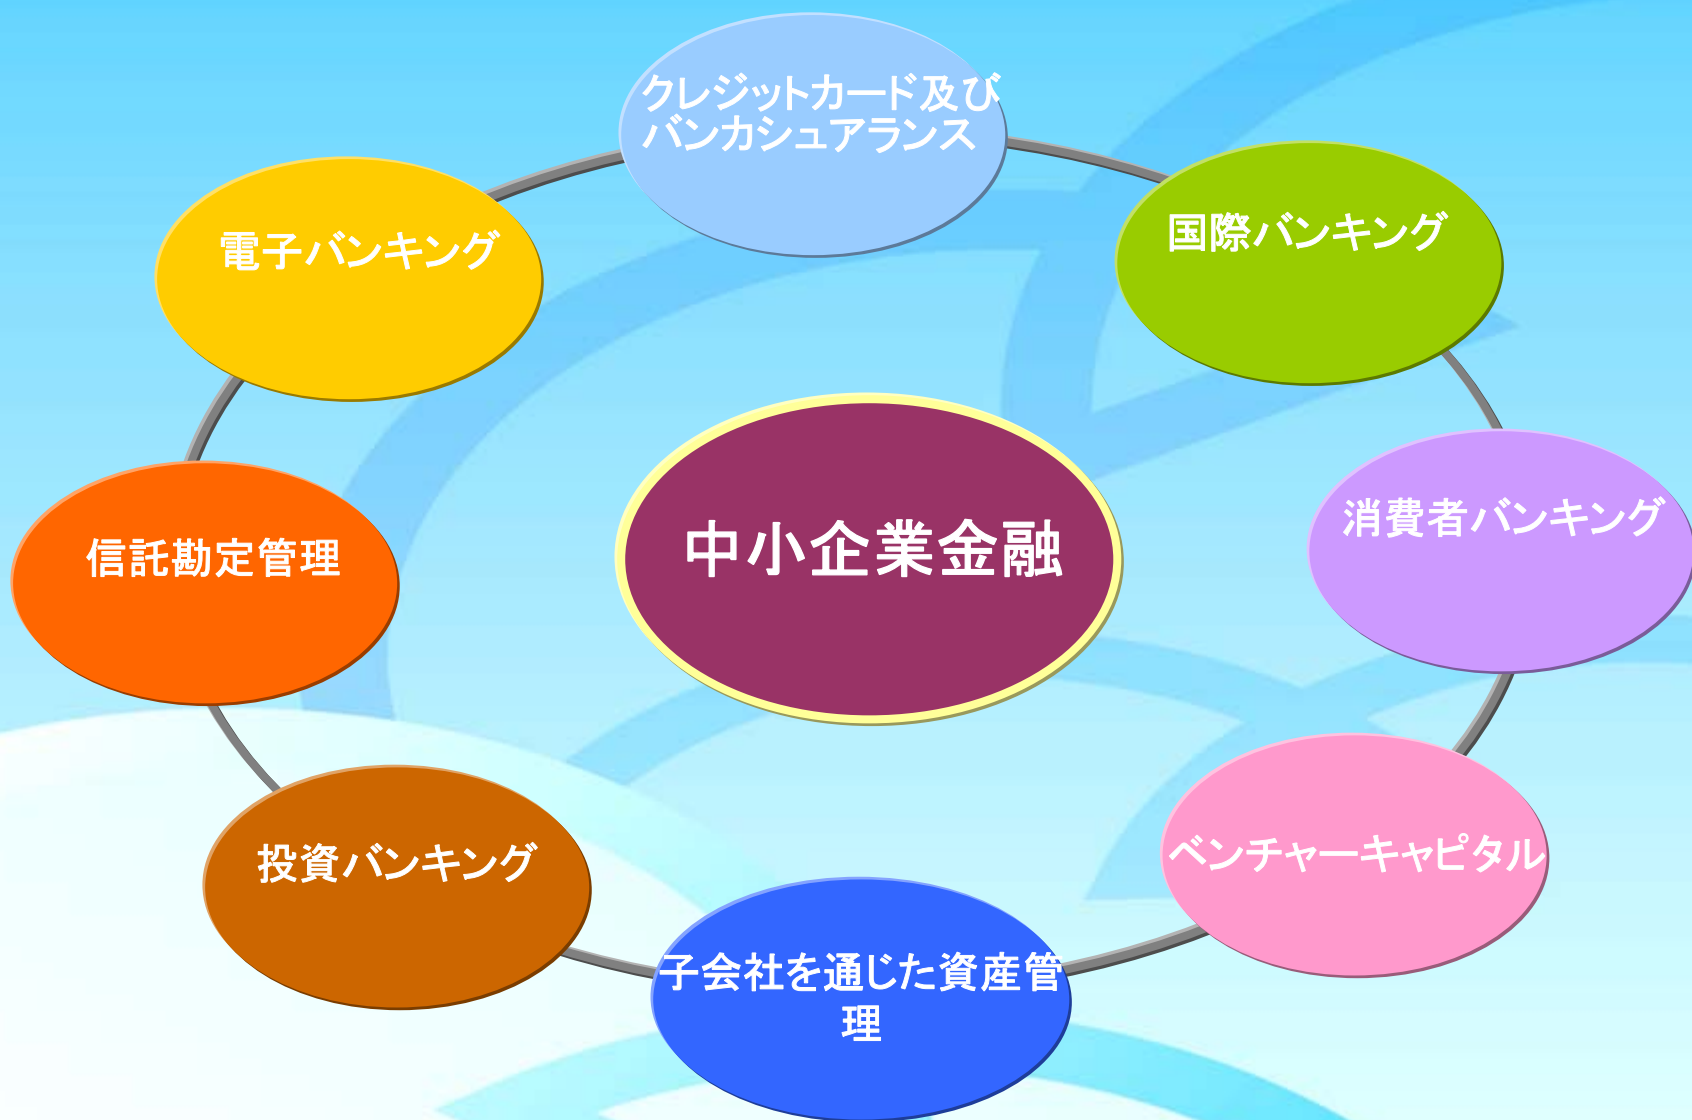 クレジットカード及び
バンカシュアランス
国際バンキング
電子バンキング
消費者バンキング
中小企業金融
信託勘定管理
ベンチャーキャピタル
投資バンキング
子会社を通じた資産管
理